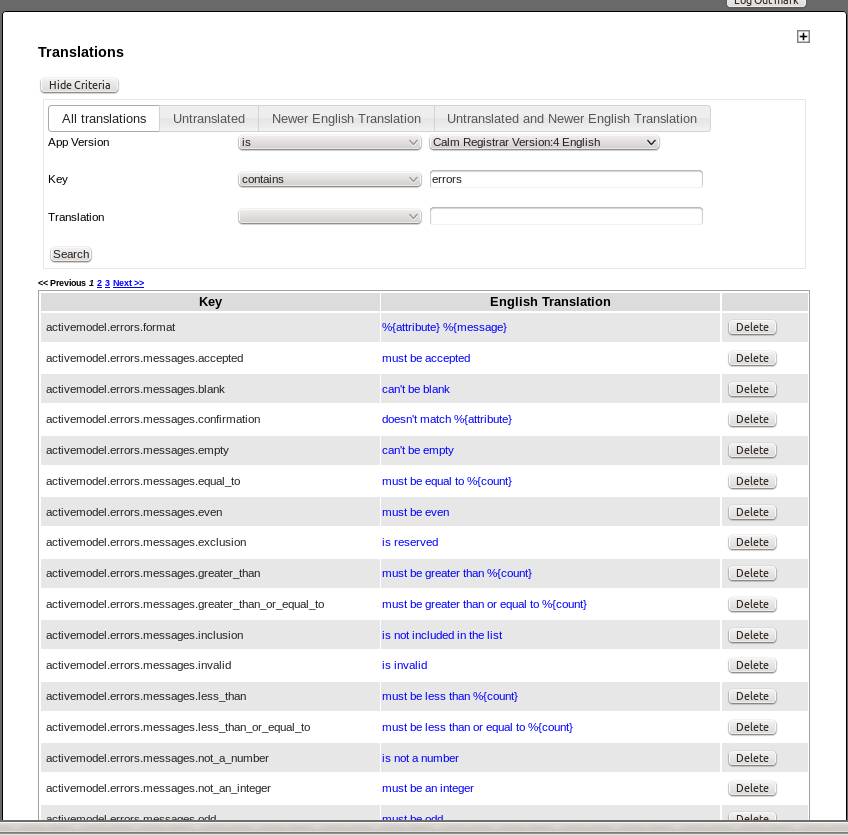 Log Out mark
Translations
Hide Criteria
All translations Untranslated Newer English Translation Untranslated and Newer English Translation
App Version is Calm Registrar Version:4 English
Key contains errors
Translation
Search
<< Previous 1 2 3 Next >>
Key English Translation
activemodel.errors.format %{attribute} %{message} Delete
activemodel.errors.messages.accepted must be accepted Delete
activemodel.errors.messages.blank can't be blank Delete
activemodel.errors.messages.confirmation doesn't match %{attribute} Delete
activemodel.errors.messages.empty can't be empty Delete
activemodel.errors.messages.equal_to must be equal to %{count} Delete
activemodel.errors.messages.even must be even Delete
activemodel.errors.messages.exclusion is reserved Delete
activemodel.errors.messages.greater_than must be greater than %{count} Delete
activemodel.errors.messages.greater_than_or_equal_to must be greater than or equal to %{count} Delete
activemodel.errors.messages.inclusion is not included in the list Delete
activemodel.errors.messages.invalid is invalid Delete
activemodel.errors.messages.less_than must be less than %{count} Delete
activemodel.errors.messages.less_than_or_equal_to must be less than or equal to %{count} Delete
activemodel.errors.messages.not_a_number is not a number Delete
activemodel.errors.messages.not_an_integer must be an integer Delete
activemodel.errors.messages.odd must be odd Delete